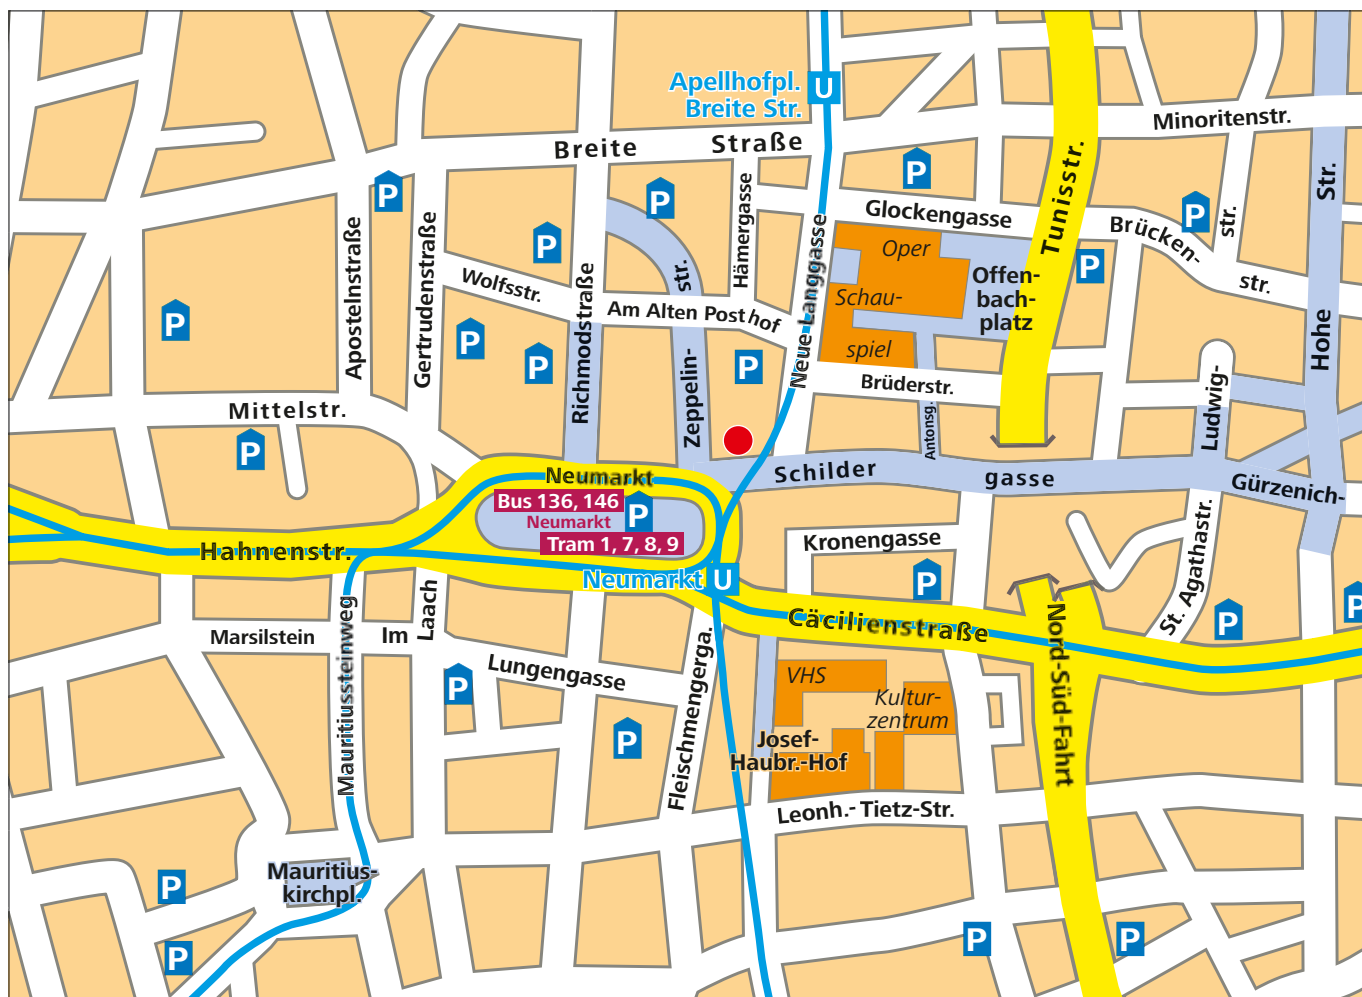 Apellhofpl.
Breite Str.
U
Minoritenstr.
Breite Straße
P
P
P
P
P
Glockengasse
Tunisstr.
Brücken-
str.
str.
Str.
Hohe
Hämergasse
Neue Langgasse
Oper
Offen-
bach-
platz
Schau-
spiel
P
P
Apostelnstraße
Gertrudenstraße
Wolfsstr.
Richmodstraße
Am Alten Posthof
Zeppelin-
str.
P
P
P
P
Brüderstr.
Antonsg.
Ludwig-
Mittelstr.
P
Schilder
gasse
Gürzenich-
Neumarkt
Bus 136, 146
Neumarkt
P
Tram 1, 7, 8, 9
Neumarkt
U
Hahnenstr.
Kronengasse
P
St. Agathastr.
P
P
Cäcilienstraße
Nord-Süd-Fahrt
Marsilstein
Im
Laach
Mauritiussteinweg
Lungengasse
P
P
Fleischmengerga.
VHS
Kultur-
zentrum
Josef-
Haubr.-Hof
Leonh.-Tietz-Str.
Mauritius-
kirchpl.
P
P
P
P